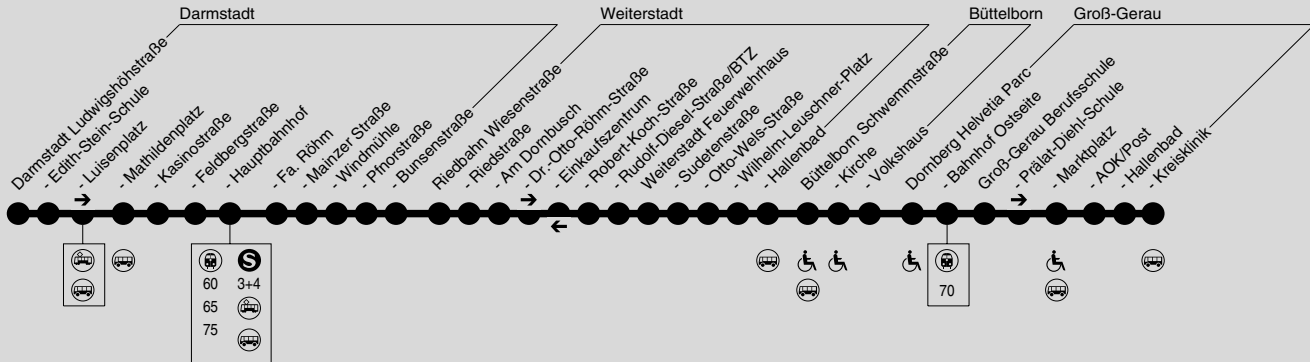 Darmstadt
Weiterstadt
Büttelborn
Groß-Gerau
Darmstadt Ludwigshöhstraße
- Edith-Stein-Schule
- Luisenplatz
- Mathildenplatz
- Kasinostraße
- Feldbergstraße
- Hauptbahnhof
- Fa. Röhm
- Mainzer Straße
- Windmühle
- Pfnorstraße
- Bunsenstraße
Riedbahn Wiesenstraße
- Riedstraße
- Am Dornbusch
- Dr.-Otto-Röhm-Straße
- Einkaufszentrum
- Robert-Koch-Straße
- Rudolf-Diesel-Straße/BTZ
Weiterstadt Feuerwehrhaus
- Sudetenstraße
- Otto-Wels-Straße
- Wilhelm-Leuschner-Platz
- Hallenbad
Büttelborn Schwemmstraße
- Kirche
- Volkshaus
Dornberg Helvetia Parc
- Bahnhof Ostseite
Groß-Gerau Berufsschule
- Prälat-Diehl-Schule
- Marktplatz
- AOK/Post
- Hallenbad
- Kreisklinik
S
60
3+4
65
75
70